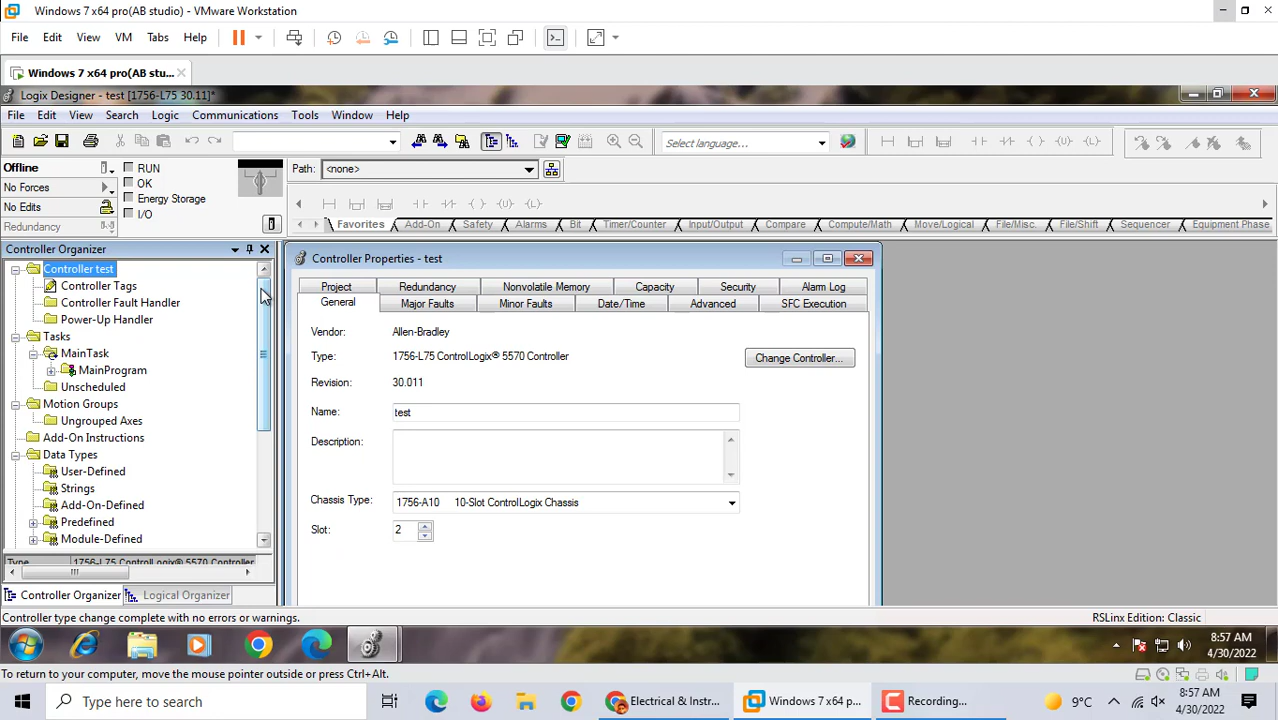 Windows 7 x64 pro(AB studio) - VMware Workstation
File Edit View VM Tabs Help
Windows 7 x64 pro(AB stu...
Logix Designer - test [1756-L75 30.11]*
File Edit View Search Logic Communications Tools Window Help
Select language...
Offline RUN Path: <none>
No Forces OK
Energy Storage
No Edits I/O
Redundancy
Favorites Add-On Safety Alarms Bit Timer/Counter Input/Output Compare Compute/Math Move/Logical File/Misc. File/Shift Sequencer Equipment Phase
Controller Organizer
Controller test
Controller Tags
Controller Fault Handler
Power-Up Handler
Tasks
MainTask
MainProgram
Unscheduled
Motion Groups
Ungrouped Axes
Add-On Instructions
Data Types
User-Defined
Strings
Add-On-Defined
Predefined
Module-Defined
Type 1756-L75 ControlLogix® 5570 Controller
Controller Organizer Logical Organizer
Controller Properties - test
Project Redundancy Nonvolatile Memory Capacity Security Alarm Log
General Major Faults Minor Faults Date/Time Advanced SFC Execution
Vendor: Allen-Bradley
Type: 1756-L75 ControlLogix® 5570 Controller Change Controller...
Revision: 30.011
Name: test
Description:
Chassis Type: 1756-A10 10-Slot ControlLogix Chassis
Slot: 2
Controller type change complete with no errors or warnings. RSLinx Edition: Classic
8:57 AM
4/30/2022
To return to your computer, move the mouse pointer outside or press Ctrl+Alt.
Type here to search Electrical & Instr... Windows 7 x64 p... Recording... 9°C 8:57 AM
4/30/2022